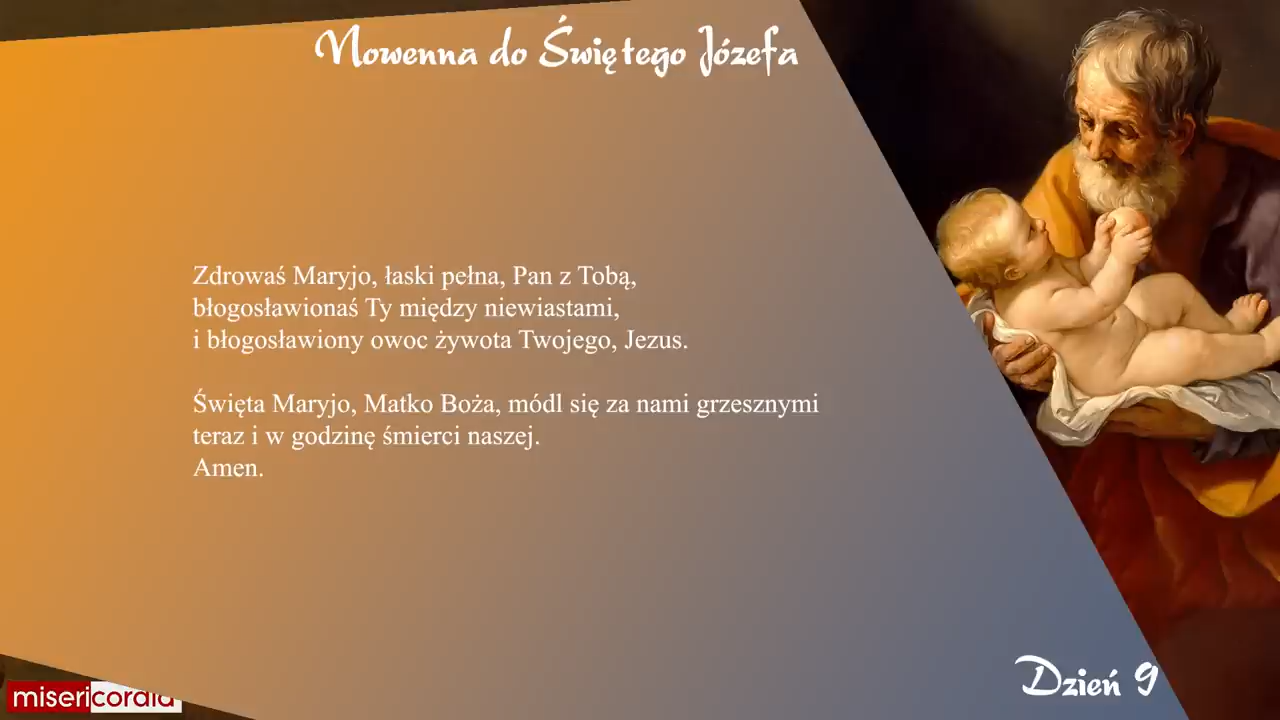 Nowenna do Świętego Józefa
Zdrowaś Maryjo, łaski pełna, Pan z Tobą,
błogosławionaś Ty między niewiastami,
i błogosławiony owoc żywota Twojego, Jezus.
Święta Maryjo, Matko Boża, módl się za nami grzesznymi
teraz i w godzinę śmierci naszej.
Amen.
Dzień 9
misericordia